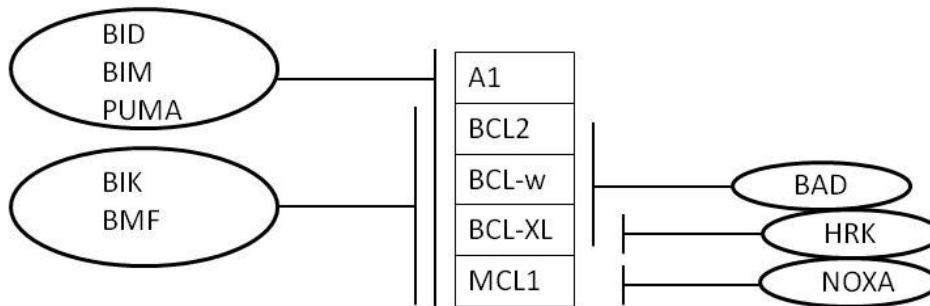 BID
BIM
PUMA
BIK
BMF
A1
BCL2
BCL-w
BCL-XL
MCL1
BAD
HRK
NOXA